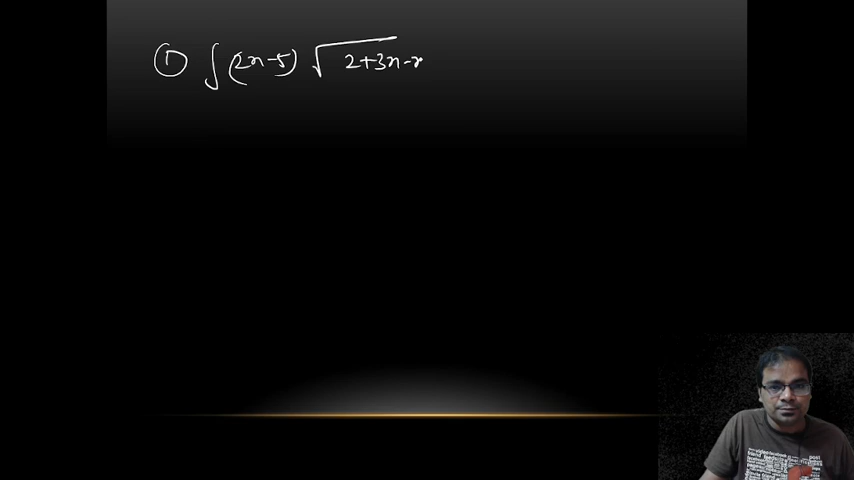 ① ∫(2x-5) √2+3x-x